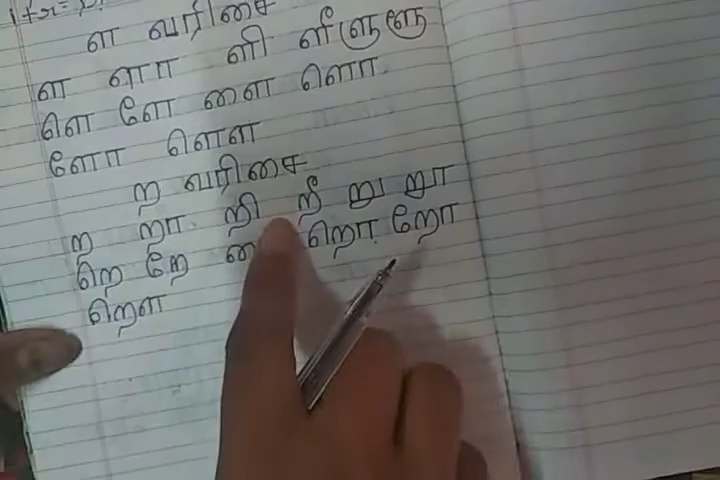 ள வரிசை
ள ளா ளி ளீ ளு ளூ
ளெ ளே ளை ளொ
ளோ ளௌ
ற வரிசை
ற றா றி றீ று றூ
றெ றே றொ றோ
றௌ